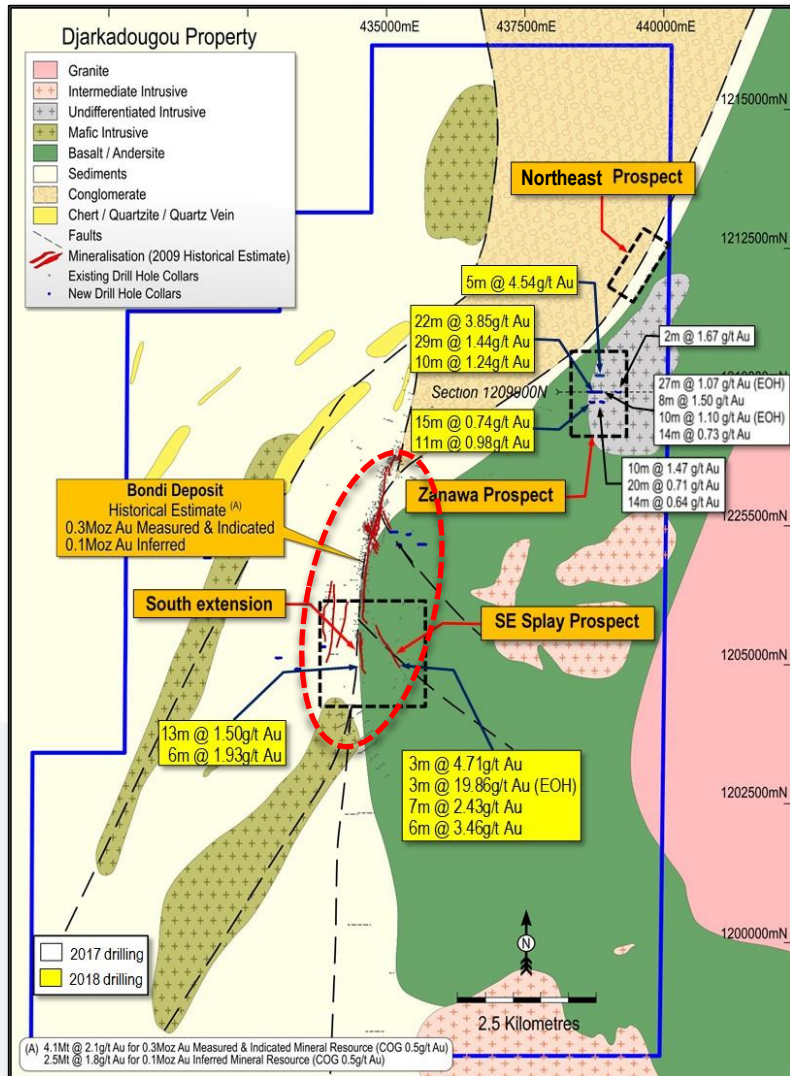 435000mE
437500mE
440000mE
Djarkadougou Property
Granite
Intermediate Intrusive
Undifferentiated Intrusive
Mafic Intrusive
Basalt / Andersite
Sediments
Conglomerate
Chert / Quartzite / Quartz Vein
Faults
Mineralisation (2009 Historical Estimate)
Existing Drill Hole Collars
New Drill Hole Collars
1215000mN
Northeast Prospect
1212500mN
5m @ 4.54g/t Au
22m @ 3.85g/t Au
29m @ 1.44g/t Au
10m @ 1.24g/t Au
2m @ 1.67 g/t Au
Section 1209900N
27m @ 1.07 g/t Au (EOH)
8m @ 1.50 g/t Au
10m @ 1.10 g/t Au (EOH)
14m @ 0.73 g/t Au
15m @ 0.74g/t Au
11m @ 0.98g/t Au
10m @ 1.47 g/t Au
20m @ 0.71 g/t Au
14m @ 0.64 g/t Au
Zanawa Prospect
Bondi Deposit
Historical Estimate (A)
0.3Moz Au Measured & Indicated
0.1Moz Au Inferred
1225500mN
South extension
SE Splay Prospect
1205000mN
13m @ 1.50g/t Au
6m @ 1.93g/t Au
3m @ 4.71g/t Au
3m @ 19.86g/t Au (EOH)
7m @ 2.43g/t Au
6m @ 3.46g/t Au
1202500mN
1200000mN
N
2017 drilling
2018 drilling
2.5 Kilometres
(A) 4.1Mt @ 2.1g/t Au for 0.3Moz Au Measured & Indicated Mineral Resource (COG 0.5g/t Au)
2.5Mt @ 1.8g/t Au for 0.1Moz Au Inferred Mineral Resource (COG 0.5g/t Au)